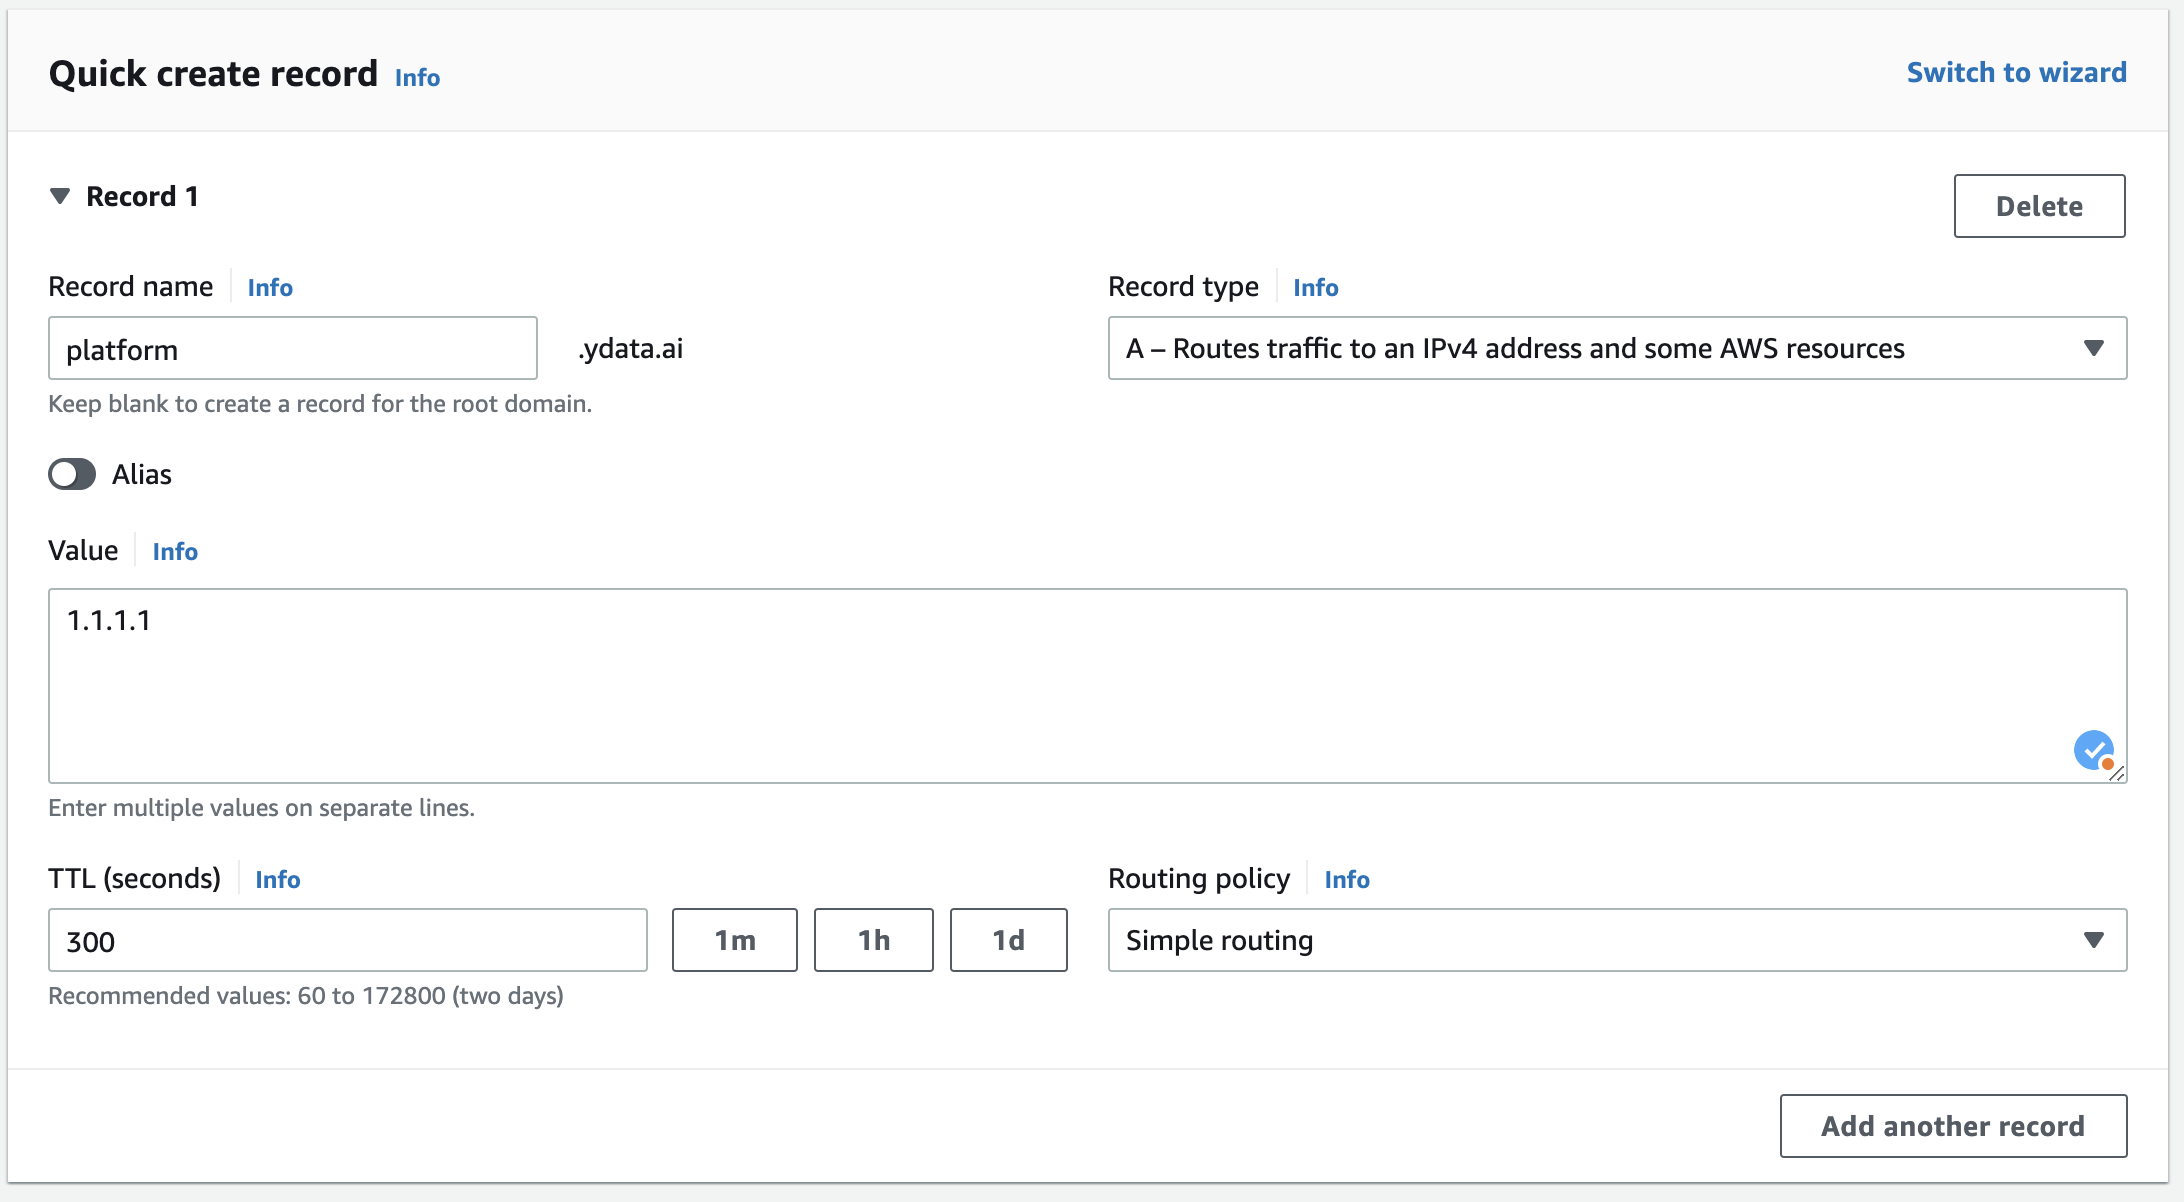 Quick create record Info
Switch to wizard
Record 1
Delete
Record name Info
Record type Info
platform .ydata.ai
A – Routes traffic to an IPv4 address and some AWS resources
Keep blank to create a record for the root domain.
Alias
Value Info
1.1.1.1
Enter multiple values on separate lines.
TTL (seconds) Info
Routing policy Info
300 1m 1h 1d
Simple routing
Recommended values: 60 to 172800 (two days)
Add another record